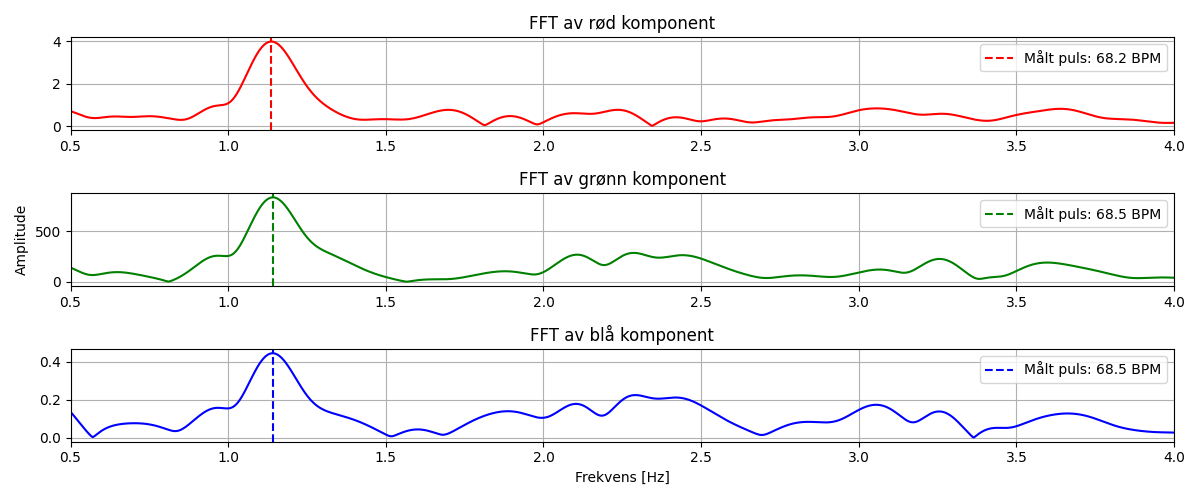 FFT av rød komponent
4
2
0
Målt puls: 68.2 BPM
0.5 1.0 1.5 2.0 2.5 3.0 3.5 4.0
FFT av grønn komponent
Amplitude
500
0
Målt puls: 68.5 BPM
0.5 1.0 1.5 2.0 2.5 3.0 3.5 4.0
FFT av blå komponent
0.4
0.2
0.0
Målt puls: 68.5 BPM
0.5 1.0 1.5 2.0 2.5 3.0 3.5 4.0
Frekvens [Hz]